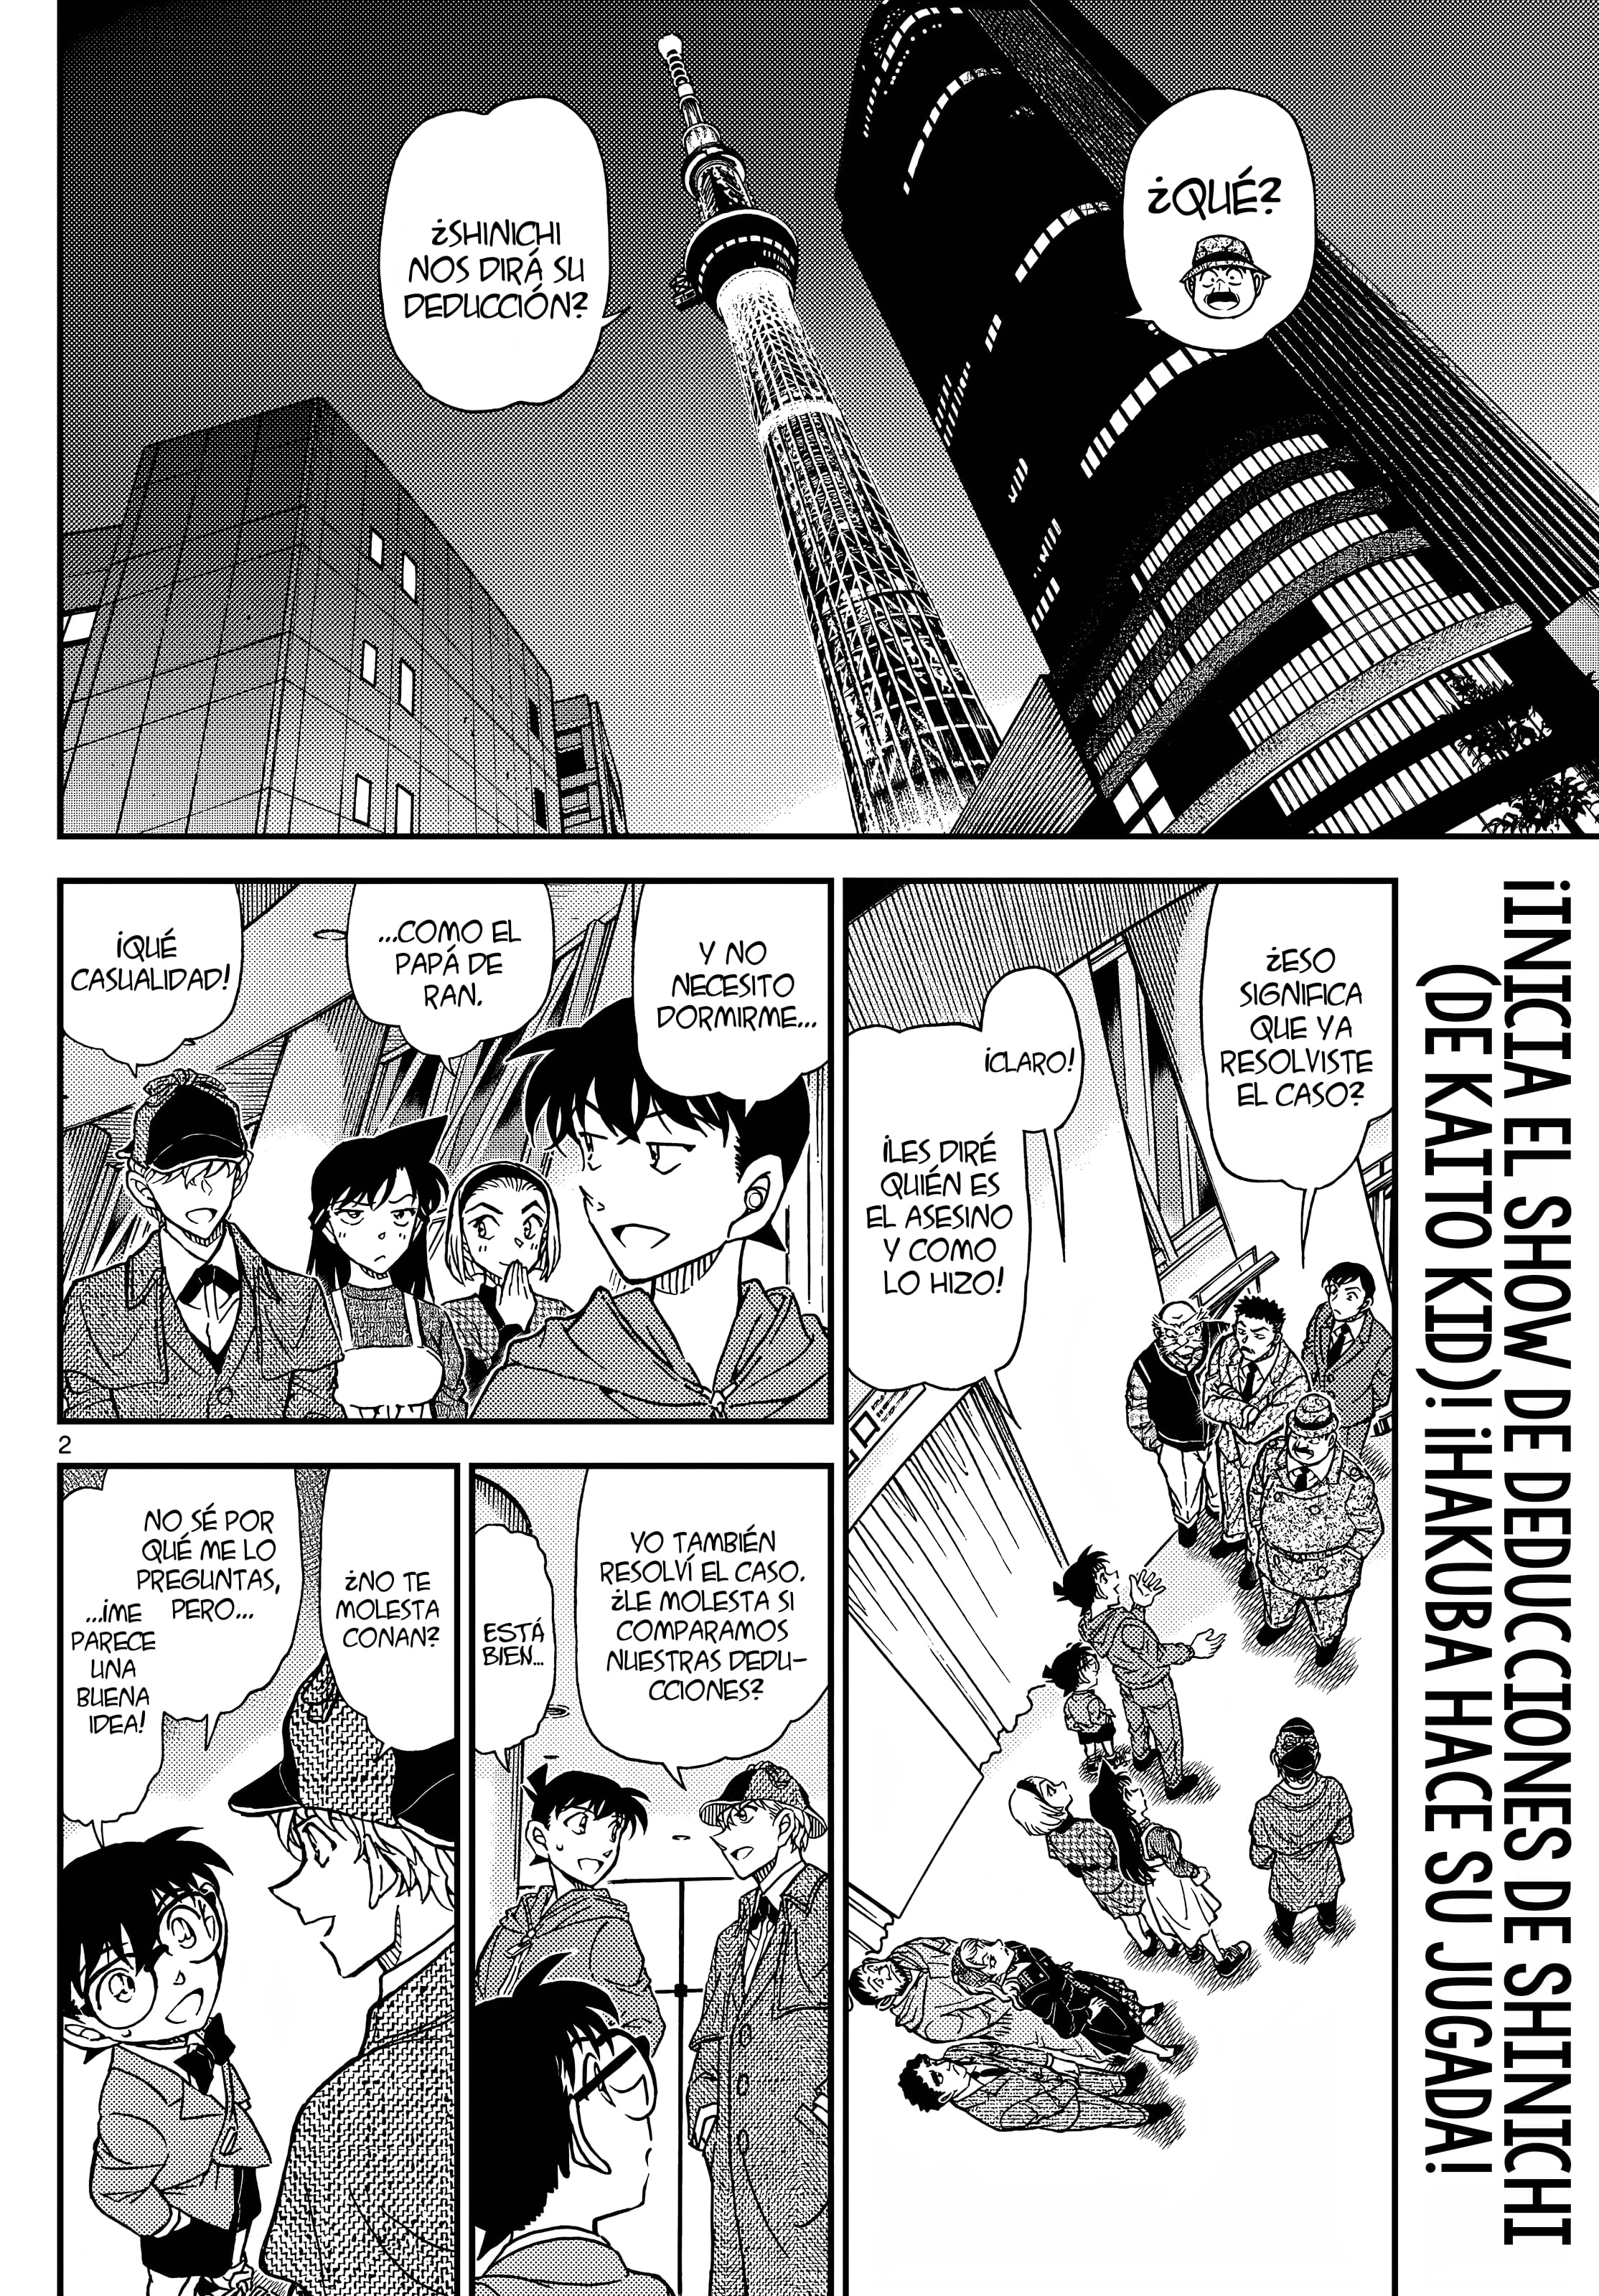 ¿QUÉ?
¿SHINICHI
NOS DIRÁ SU
DEDUCCIÓN?
¡INICIA EL SHOW DE DEDUCCIONES DE SHINICHI
(DE KAITO KID)! ¡HAKUBA HACE SU JUGADA!
¿ESO
SIGNIFICA
QUE YA
RESOLVISTE
EL CASO?
¡CLARO!
¡LES DIRÉ
QUIÉN ES
EL ASESINO
Y COMO
LO HIZO!
Y NO
NECESITO
DORMIRME...
...COMO EL
PAPÁ DE
RAN.
¡QUÉ
CASUALIDAD!
2
YO TAMBIÉN
RESOLVÍ EL CASO.
¿LE MOLESTA SI
COMPARAMOS
NUESTRAS DEDU-
CCIONES?
ESTÁ
BIEN...
¿NO TE
MOLESTA
CONAN?
NO SÉ POR
QUÉ ME LO
PREGUNTAS,
PERO...
...¡ME
PARECE
UNA
BUENA
IDEA!